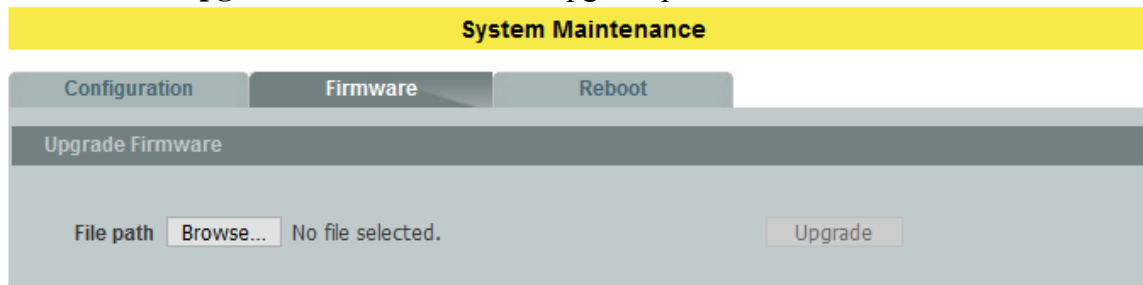 System Maintenance
Configuration Firmware Reboot
Upgrade Firmware
File path Browse... No file selected. Upgrade